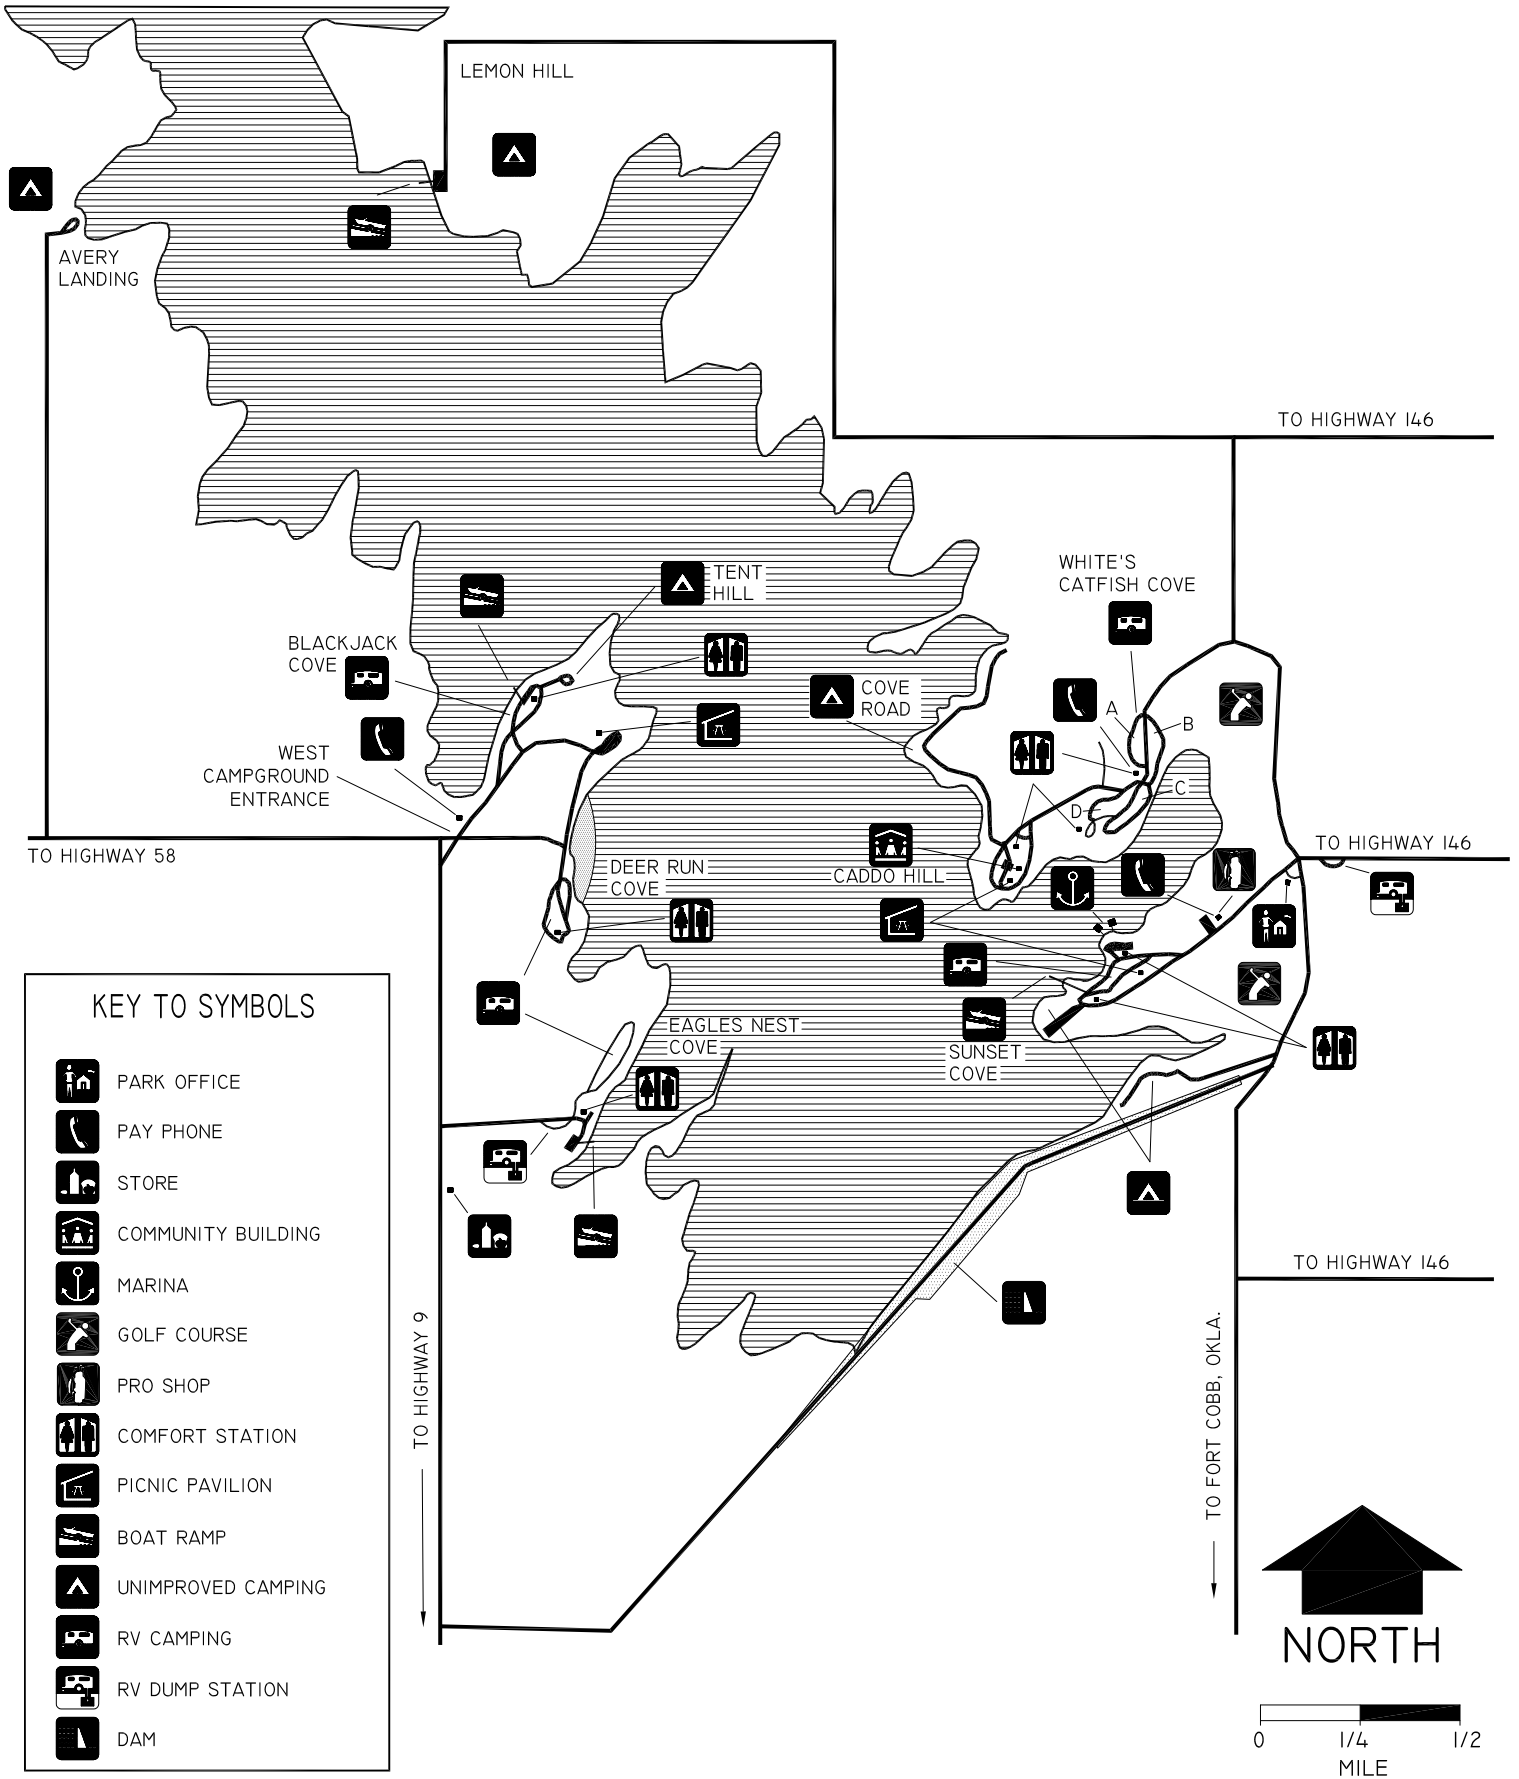 LEMON HILL
AVERY
LANDING
TO HIGHWAY 146
WHITE'S
CATFISH COVE
TENT
HILL
BLACKJACK
COVE
COVE
ROAD
A
B
WEST
CAMPGROUND
ENTRANCE
C
D
TO HIGHWAY 146
TO HIGHWAY 58
DEER RUN
COVE
CADDO HILL
EAGLES NEST
COVE
SUNSET
COVE
KEY TO SYMBOLS
PARK OFFICE
PAY PHONE
STORE
COMMUNITY BUILDING
MARINA
GOLF COURSE
PRO SHOP
COMFORT STATION
PICNIC PAVILION
BOAT RAMP
UNIMPROVED CAMPING
RV CAMPING
RV DUMP STATION
DAM
TO HIGHWAY 146
TO HIGHWAY 9
TO FORT COBB, OKLA.
NORTH
0 1/4 1/2
MILE